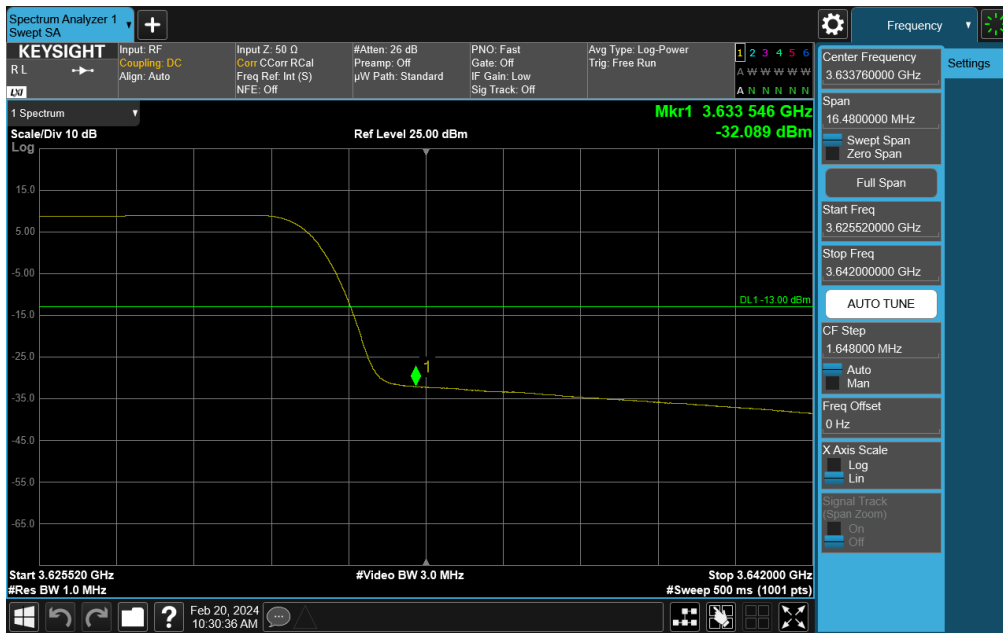 Spectrum Analyzer 1
Swept SA
Frequency
KEYSIGHT
R L
LXI
Input: RF
Coupling: DC
Align: Auto
Input Z: 50 Ω
Corr CCorr RCal
Freq Ref: Int (S)
NFE: Off
#Atten: 26 dB
Preamp: Off
µW Path: Standard
PNO: Fast
Gate: Off
IF Gain: Low
Sig Track: Off
Avg Type: Log-Power
Trig: Free Run
1 2 3 4 5 6
A W W W W W
A N N N N N
1 Spectrum
Mkr1 3.633 546 GHz
Scale/Div 10 dB
Ref Level 25.00 dBm
-32.089 dBm
Log
15.0
5.00
-5.00
DL1 -13.00 dBm
-15.0
-25.0
1
-35.0
-45.0
-55.0
-65.0
Start 3.625520 GHz
#Video BW 3.0 MHz
Stop 3.642000 GHz
#Res BW 1.0 MHz
#Sweep 500 ms (1001 pts)
Feb 20, 2024
10:30:36 AM
Center Frequency
3.633760000 GHz
Settings
Span
16.4800000 MHz
Swept Span
Zero Span
Full Span
Start Freq
3.625520000 GHz
Stop Freq
3.642000000 GHz
AUTO TUNE
CF Step
1.648000 MHz
Auto
Man
Freq Offset
0 Hz
X Axis Scale
Log
Lin
Signal Track
(Span Zoom)
On
Off